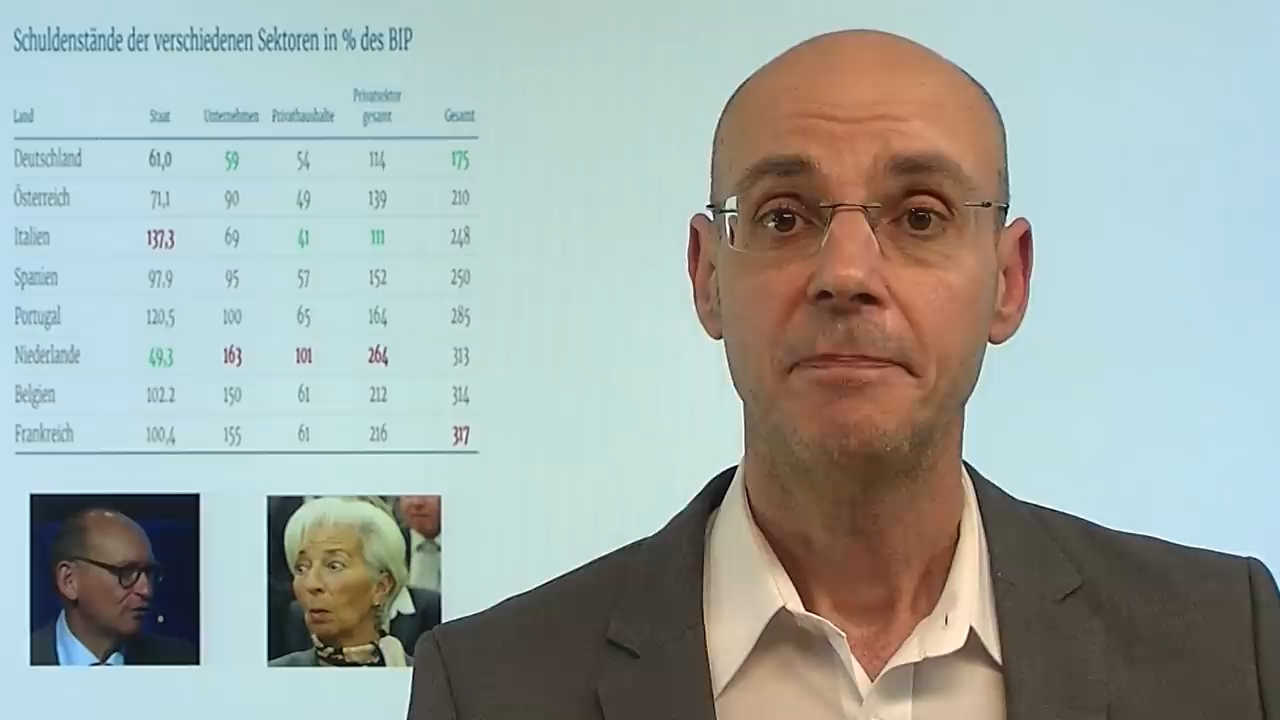 Schuldenstände der verschiedenen Sektoren in % des BIP
Privatsektor
Land Staat Unternehmen Privathaushalte gesamt Gesamt
Deutschland 61,0 59 54 114 175
Österreich 71,1 90 49 139 210
Italien 137,3 69 41 111 248
Spanien 97,9 95 57 152 250
Portugal 120,5 100 65 164 285
Niederlande 49,3 163 101 264 313
Belgien 102.2 150 61 212 314
Frankreich 100,4 155 61 216 317